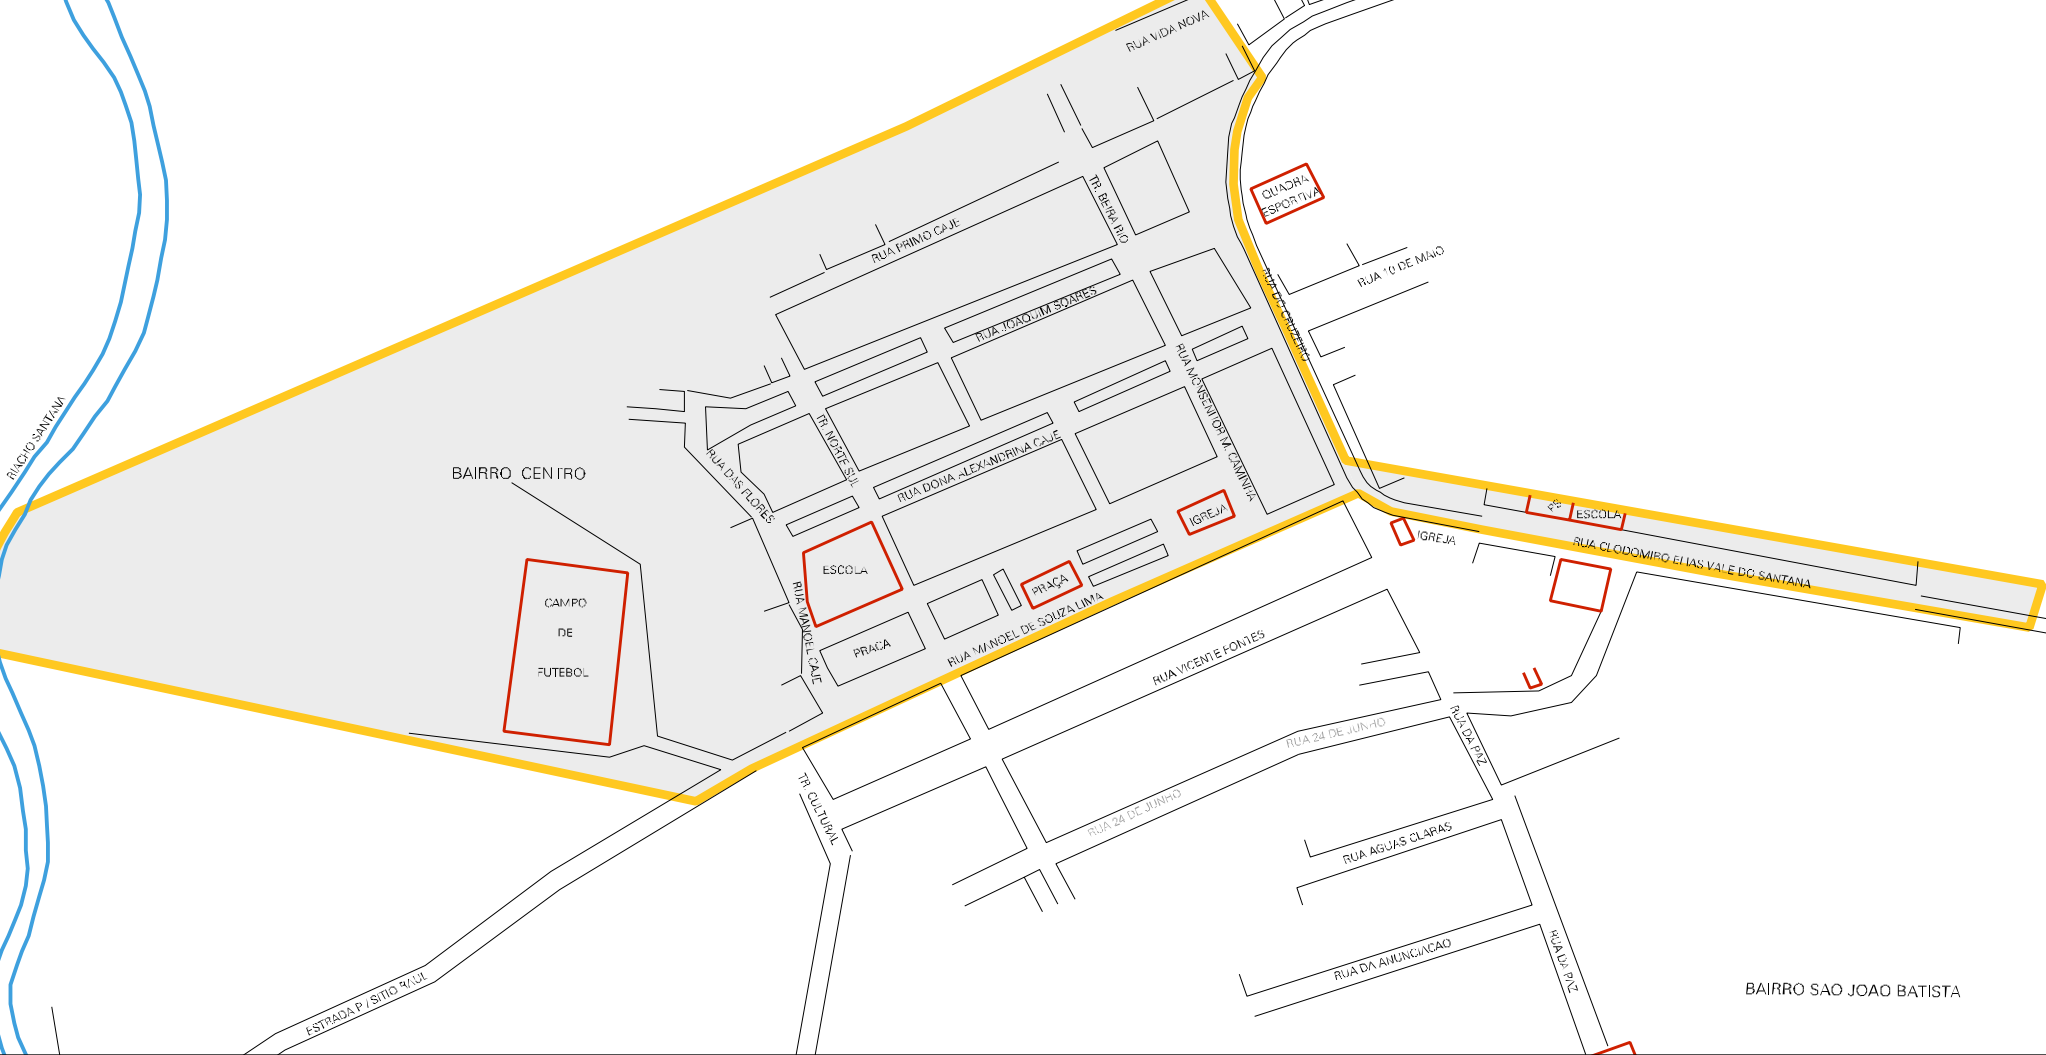 RUA VIDA NOVA
QUADRA
ESPORTIVA
TR. BEIRA RIO
RUA PRIMO CAJE
RUA 10 DE MAIO
RUA DO CRUZEIRO
RUA JOAQUIM SOARES
RUA MONSENHOR M. CAMINHA
RIACHO SANTANA
TR. NORTE SUL
RUA DONA ALEXANDRINA CAJE
BAIRRO CENTRO
RUA DAS FLORES
PS
ESCOLA
IGREJA
IGREJA
RUA CLODOMIRO ELIAS VALE DO SANTANA
ESCOLA
PRAÇA
CAMPO
DE
FUTEBOL
RUA MANOEL CAJE
PRACA
RUA MANOEL DE SOUZA LIMA
RUA VICENTE FONTES
RUA 24 DE JUNHO
RUA DA PAZ
TR. CULTURAL
RUA 24 DE JUNHO
RUA AGUAS CLARAS
RUA DA ANUNCIACAO
RUA DA PAZ
ESTRADA P / SITIO RAUL
BAIRRO SAO JOAO BATISTA